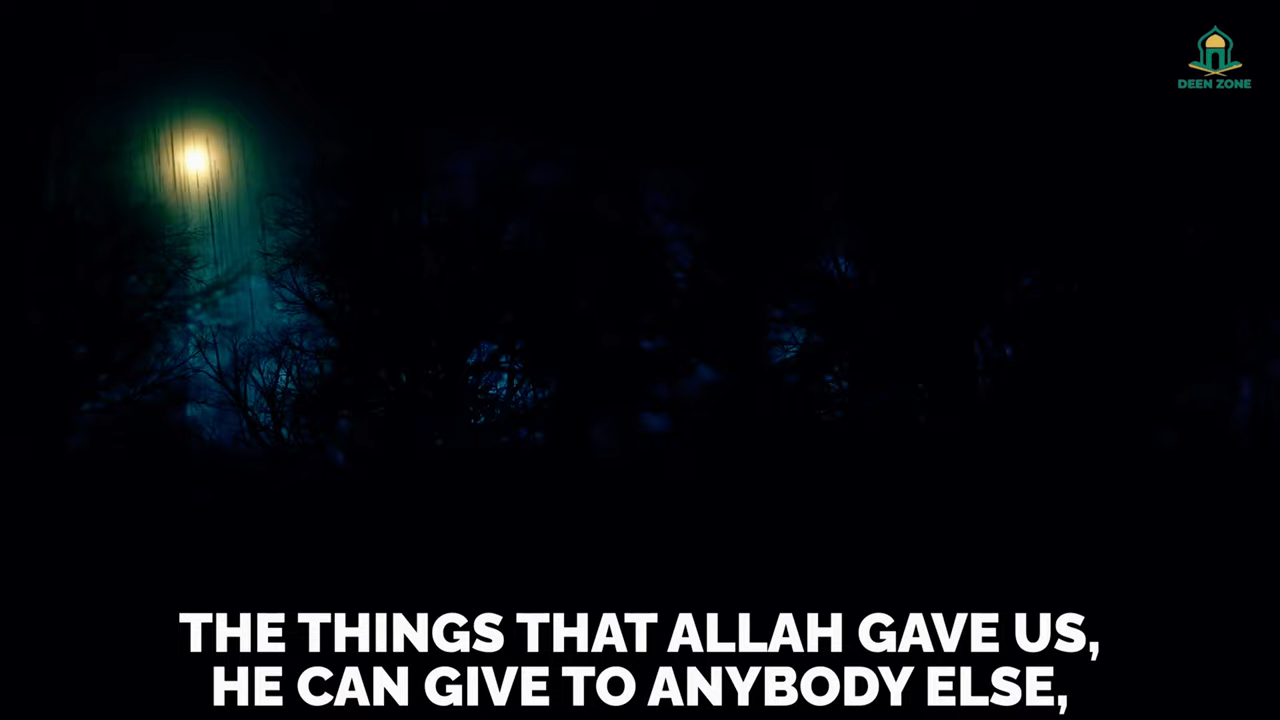 DEEN ZONE
THE THINGS THAT ALLAH GAVE US,
HE CAN GIVE TO ANYBODY ELSE,